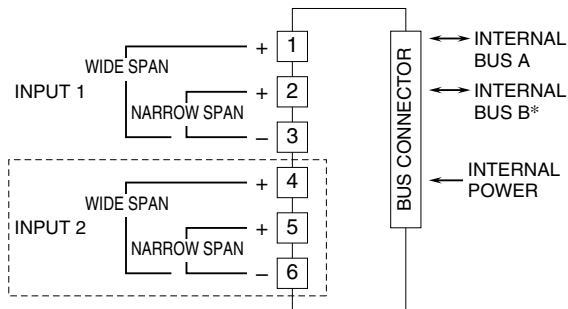 + 1
WIDE SPAN
INPUT 1
+ 2
NARROW SPAN
− 3
+ 4
WIDE SPAN
INPUT 2
+ 5
NARROW SPAN
− 6
BUS CONNECTOR
INTERNAL
BUS A
INTERNAL
BUS B*
INTERNAL
POWER